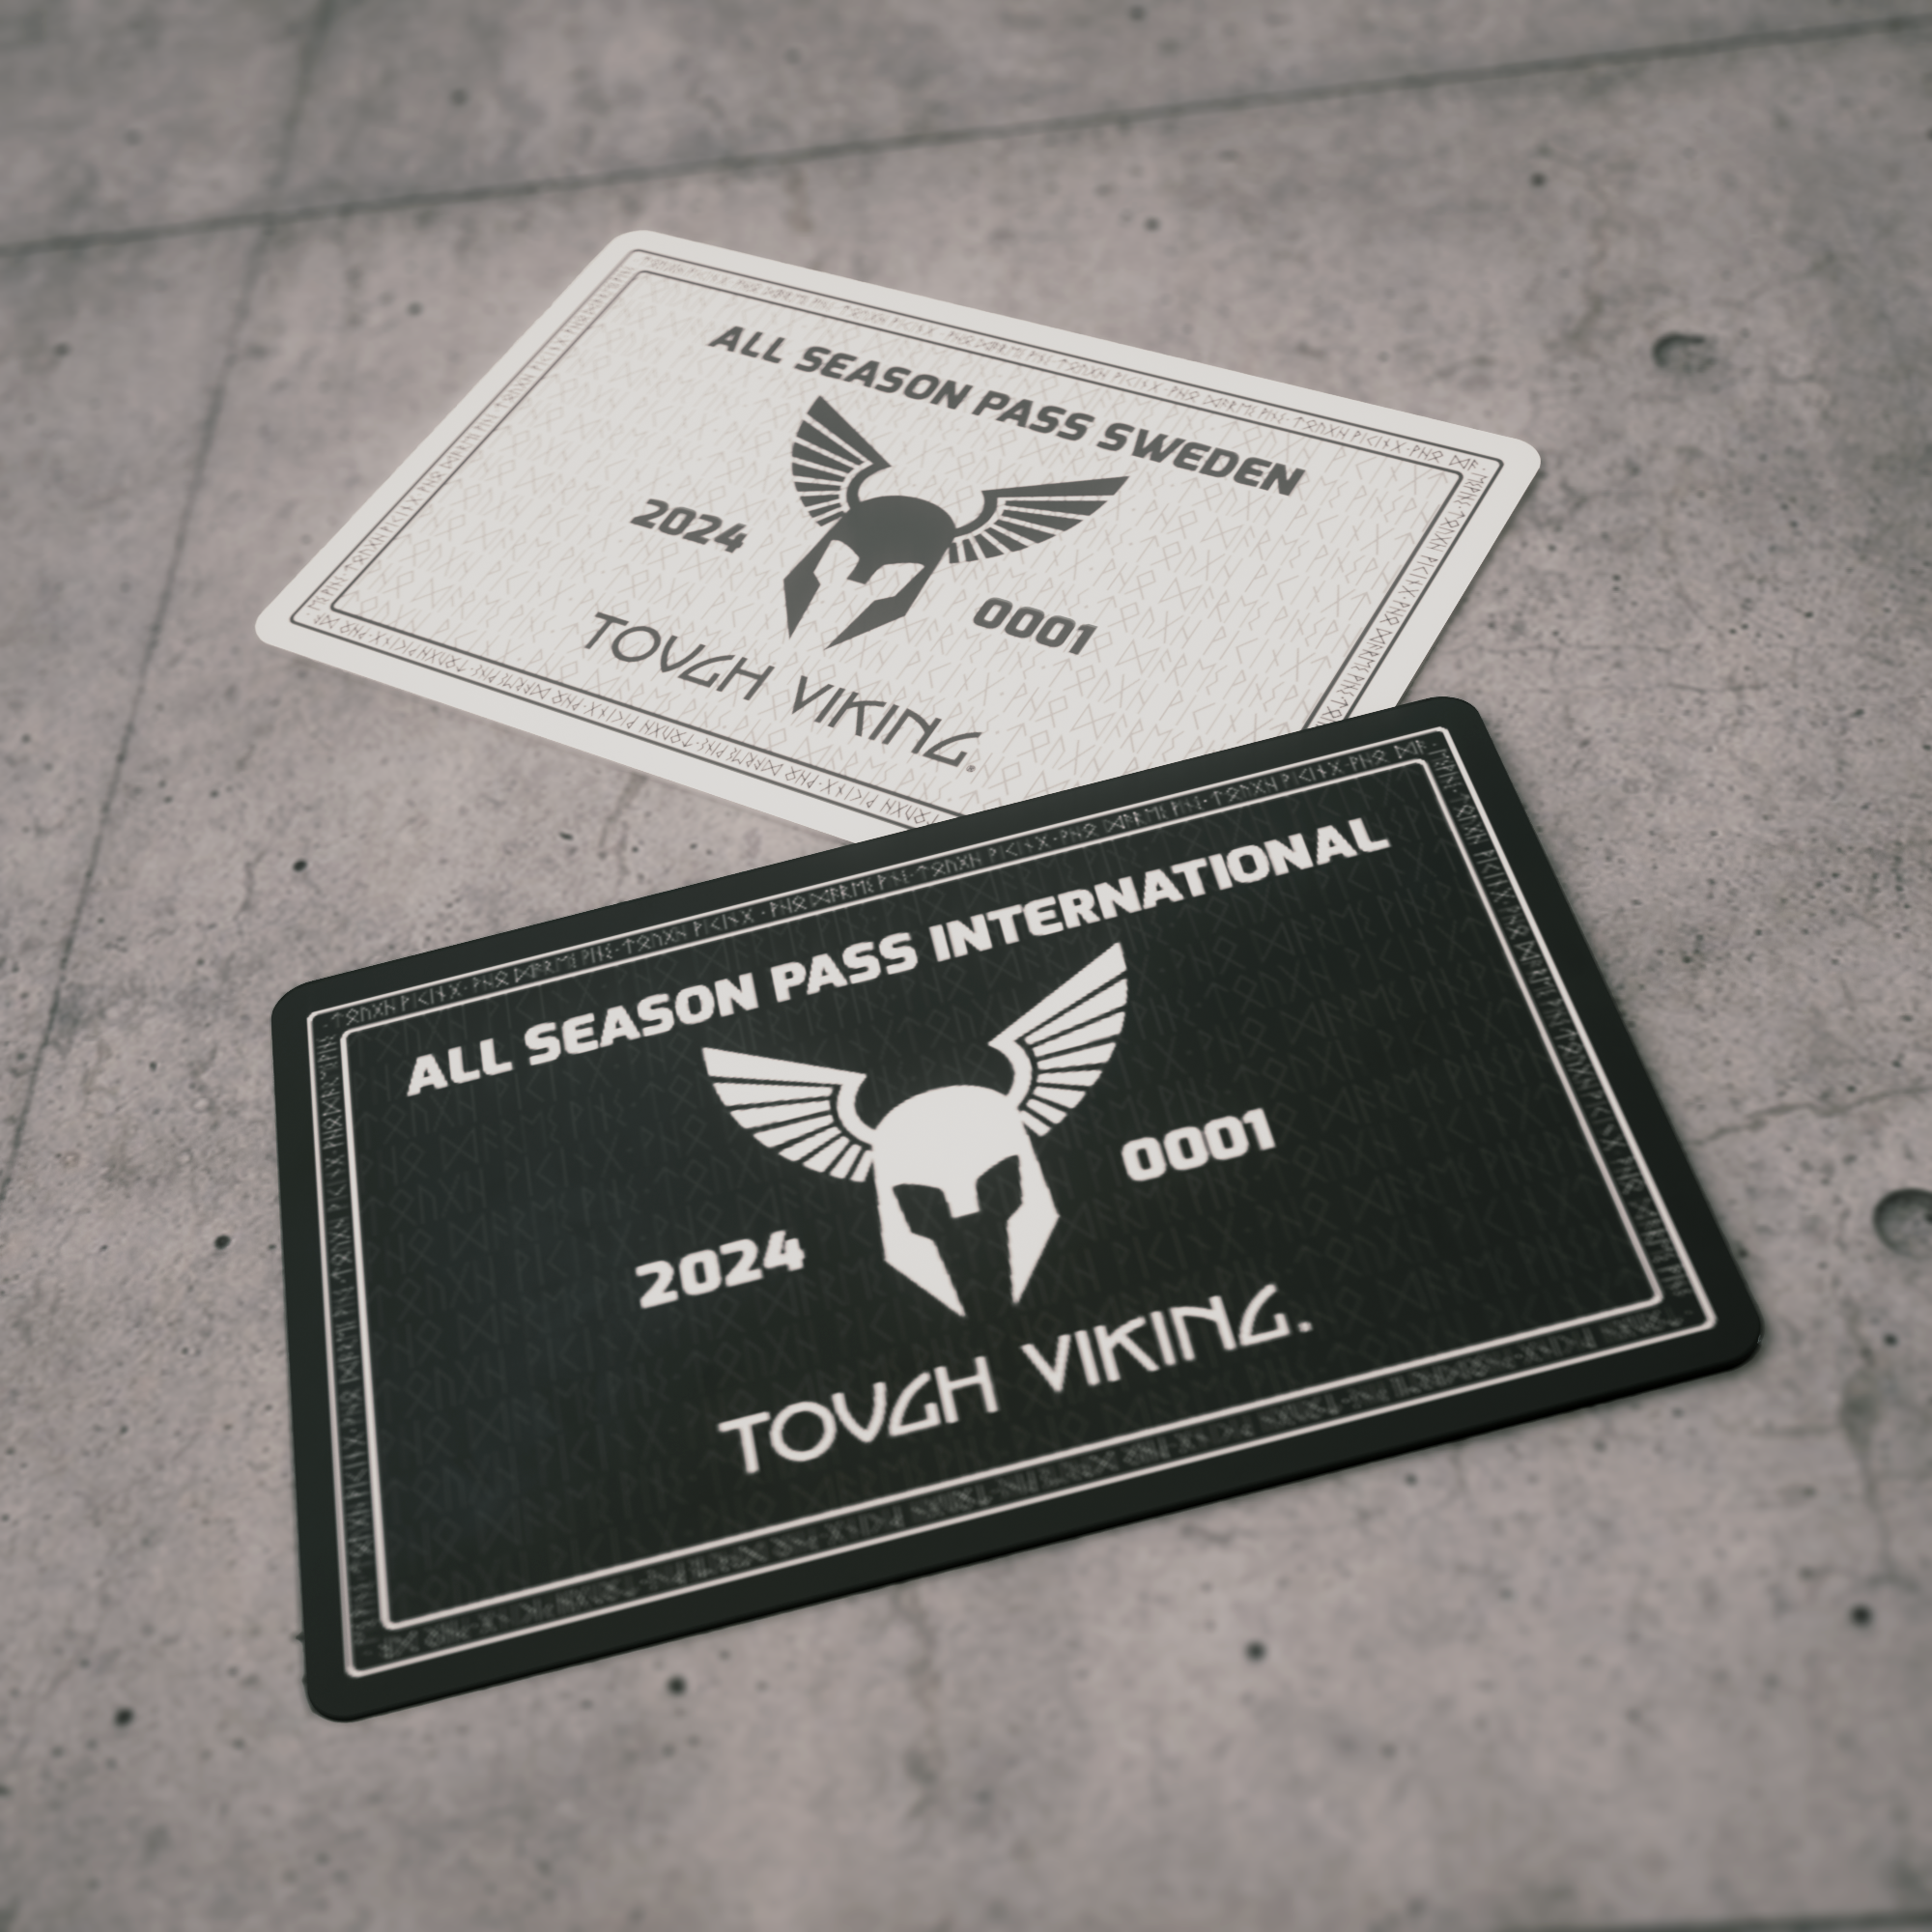 ALL SEASON PASS SWEDEN
2024
0001
TOUGH VIKING®
ALL SEASON PASS INTERNATIONAL
2024
0001
TOUGH VIKING.